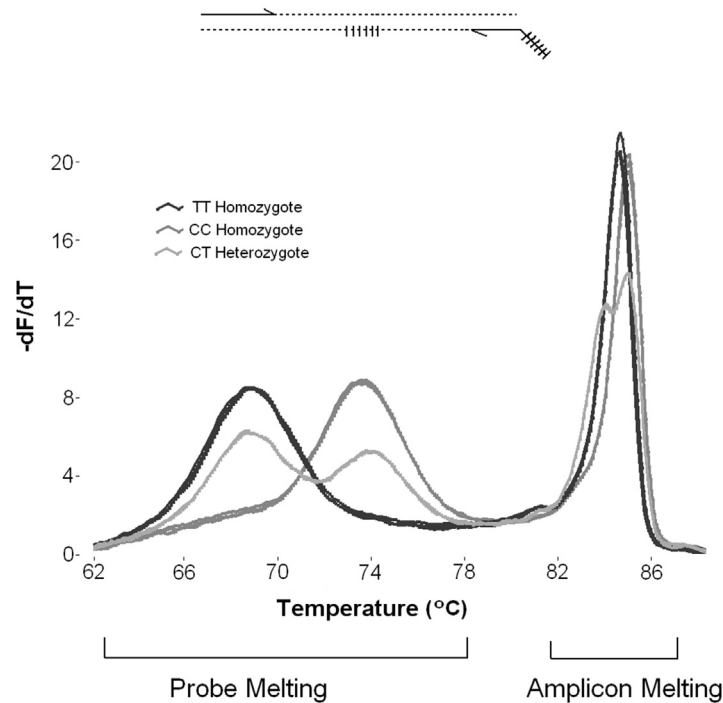 20-
TT Homozygote
CC Homozygote
16-
CT Heterozygote
-dF/dT
12-
8-
4-
0-
62 66 70 74 78 82 86
Temperature (°C)
Probe Melting Amplicon Melting